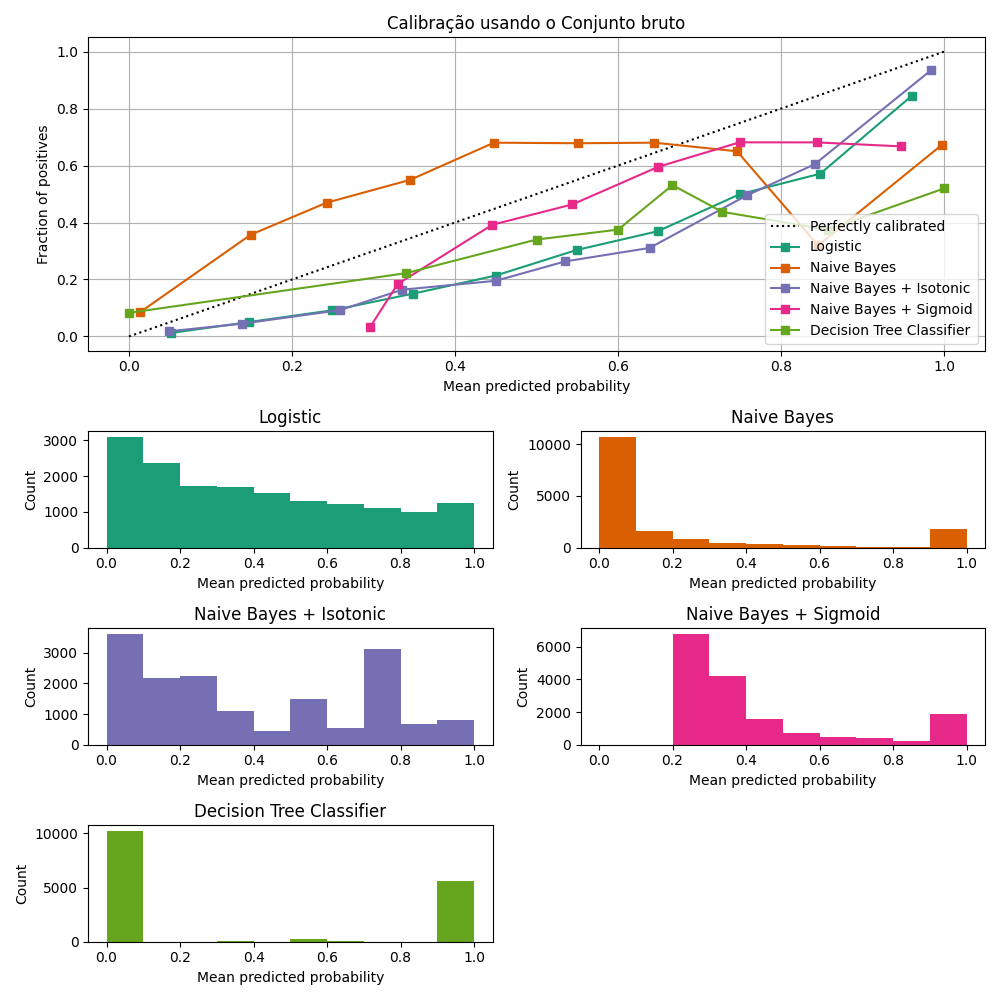 Calibração usando o Conjunto bruto
1.0
0.8
0.6
0.4
0.2
0.0
Fraction of positives
0.0 0.2 0.4 0.6 0.8 1.0
Mean predicted probability
Perfectly calibrated
Logistic
Naive Bayes
Naive Bayes + Isotonic
Naive Bayes + Sigmoid
Decision Tree Classifier
Logistic
3000
2000
1000
0
Count
0.0 0.2 0.4 0.6 0.8 1.0
Mean predicted probability
Naive Bayes
10000
5000
0
Count
0.0 0.2 0.4 0.6 0.8 1.0
Mean predicted probability
Naive Bayes + Isotonic
3000
2000
1000
0
Count
0.0 0.2 0.4 0.6 0.8 1.0
Mean predicted probability
Naive Bayes + Sigmoid
6000
4000
2000
0
Count
0.0 0.2 0.4 0.6 0.8 1.0
Mean predicted probability
Decision Tree Classifier
10000
5000
0
Count
0.0 0.2 0.4 0.6 0.8 1.0
Mean predicted probability